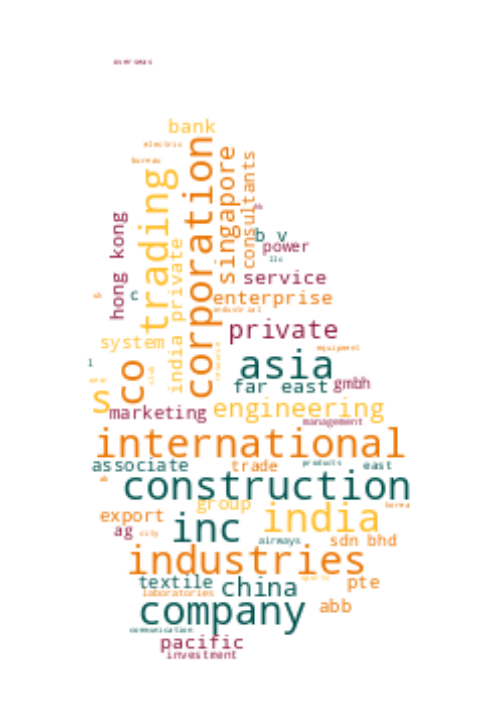 overseas
bank
electric
bureau
corporation
trading
singapore
consultants
hong kong
b v
power
llc
service
c
enterprise
industrial
india private
private
system
equipment
asia
co
far east
gmbh
s
marketing
engineering
management
international
associate
trade
products
east
construction
group
korea
export
inc
india
ag
city
airways
sdn bhd
industries
textile
china
pte
laboratories
company
abb
communication
pacific
investment